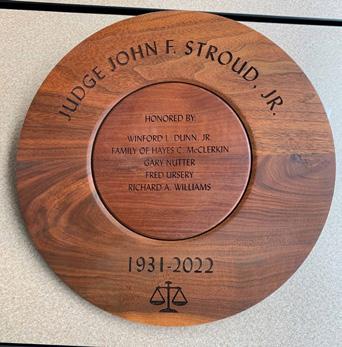 JUDGE JOHN F. STROUD, JR.
HONORED BY:
WINFORD L. DUNN, JR.
FAMILY OF HAYES C. McCLERKIN
GARY NUTTER
FRED URSERY
RICHARD A. WILLIAMS
1931-2022